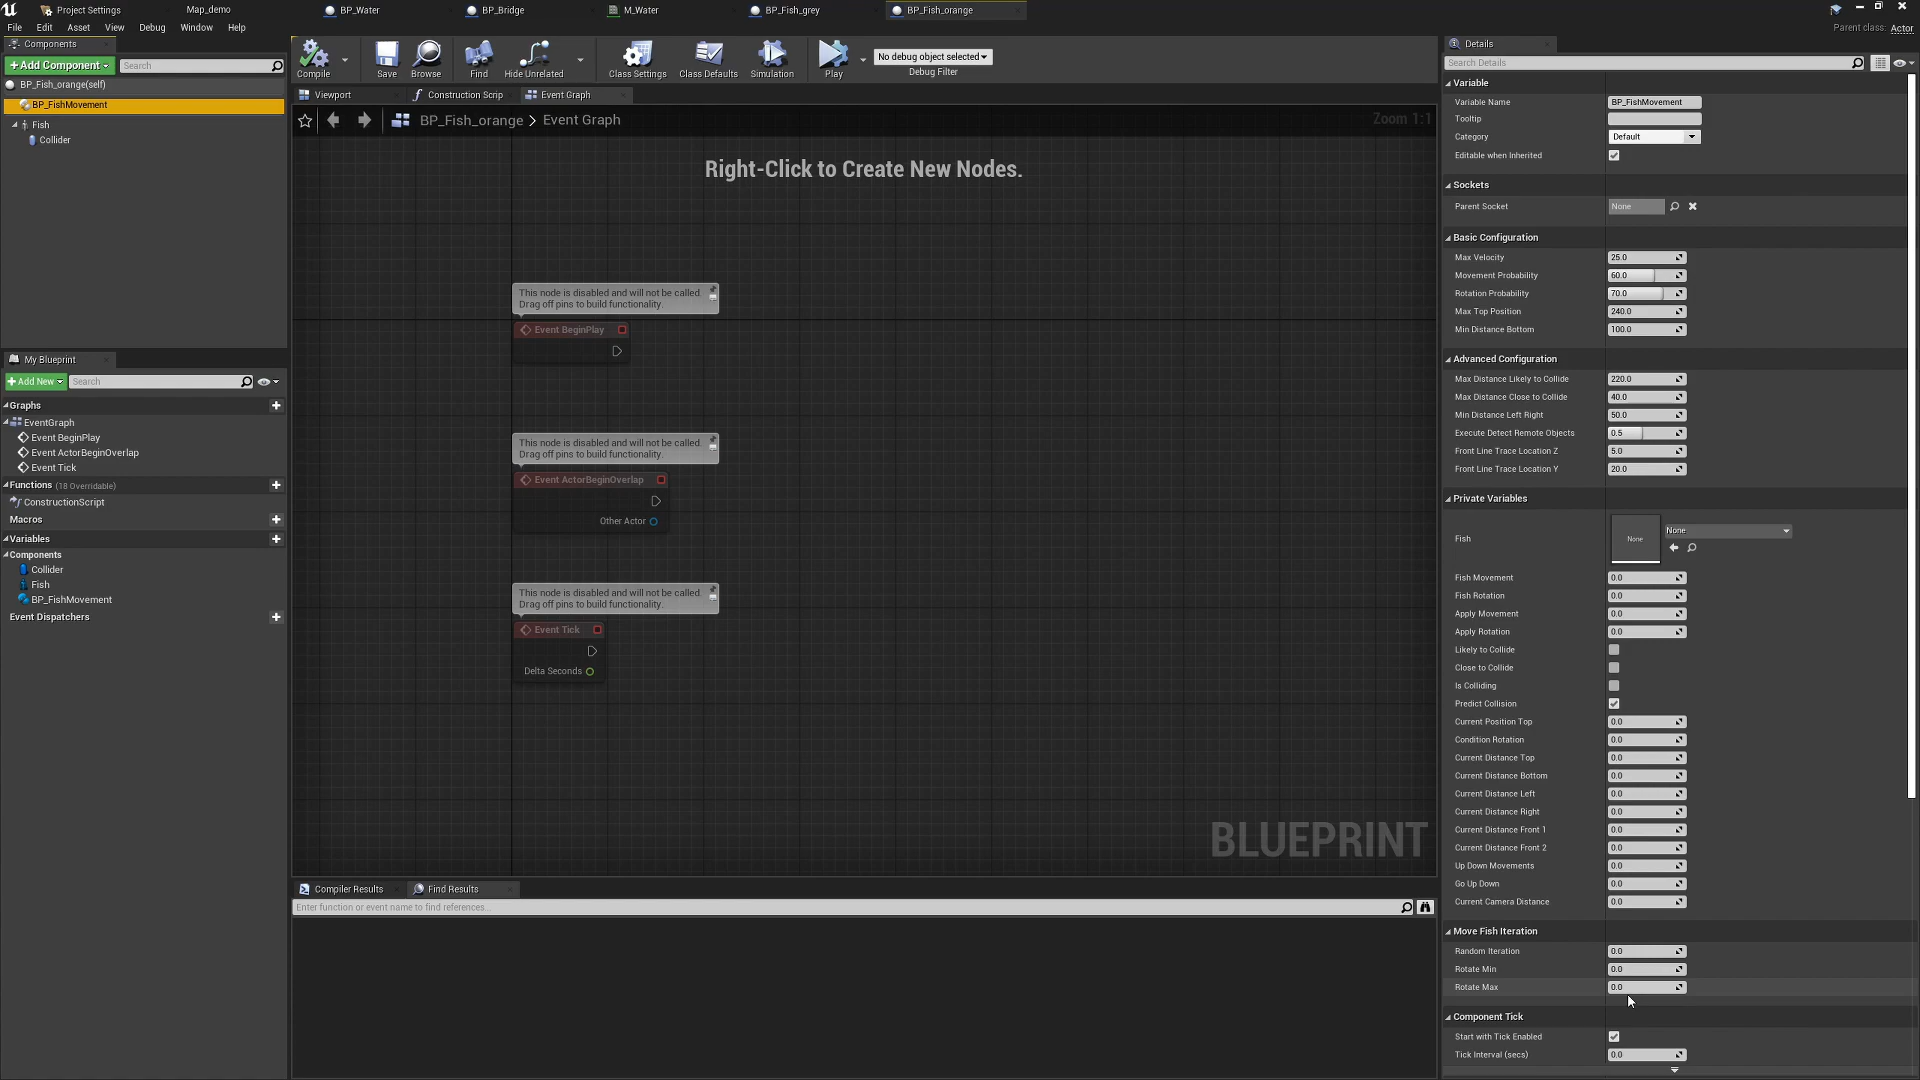 Project Settings
Map_demo
BP_Water
BP_Bridge
M_Water
BP_Fish_grey
BP_Fish_orange
File Edit Asset View Debug Window Help
Parent class: Actor
Components
+Add Component
Search
BP_Fish_orange(self)
BP_FishMovement
Fish
Collider
My Blueprint
+Add New
Search
Graphs
EventGraph
Event BeginPlay
Event ActorBeginOverlap
Event Tick
Functions (18 Overridable)
ConstructionScript
Macros
Variables
Components
Collider
Fish
BP_FishMovement
Event Dispatchers
Compile
Save
Browse
Find
Hide Unrelated
Class Settings
Class Defaults
Simulation
Play
No debug object selected
Debug Filter
Viewport
Construction Scrip
Event Graph
BP_Fish_orange > Event Graph
Zoom 1:1
Right-Click to Create New Nodes.
This node is disabled and will not be called.
Drag off pins to build functionality.
Event BeginPlay
This node is disabled and will not be called.
Drag off pins to build functionality.
Event ActorBeginOverlap
Other Actor
This node is disabled and will not be called.
Drag off pins to build functionality.
Event Tick
Delta Seconds
BLUEPRINT
Compiler Results
Find Results
Enter function or event name to find references...
Details
Search Details
Variable
Variable Name BP_FishMovement
Tooltip
Category Default
Editable when Inherited
Sockets
Parent Socket None
Basic Configuration
Max Velocity 25.0
Movement Probability 60.0
Rotation Probability 70.0
Max Top Position 240.0
Min Distance Bottom 100.0
Advanced Configuration
Max Distance Likely to Collide 220.0
Max Distance Close to Collide 40.0
Min Distance Left Right 50.0
Execute Detect Remote Objects 0.5
Front Line Trace Location Z 5.0
Front Line Trace Location Y 20.0
Private Variables
Fish None None
Fish Movement 0.0
Fish Rotation 0.0
Apply Movement 0.0
Apply Rotation 0.0
Likely to Collide
Close to Collide
Is Colliding
Predict Collision
Current Position Top 0.0
Condition Rotation 0.0
Current Distance Top 0.0
Current Distance Bottom 0.0
Current Distance Left 0.0
Current Distance Right 0.0
Current Distance Front 1 0.0
Current Distance Front 2 0.0
Up Down Movements 0.0
Go Up Down 0.0
Current Camera Distance 0.0
Move Fish Iteration
Random Iteration 0.0
Rotate Min 0.0
Rotate Max 0.0
Component Tick
Start with Tick Enabled
Tick Interval (secs) 0.0